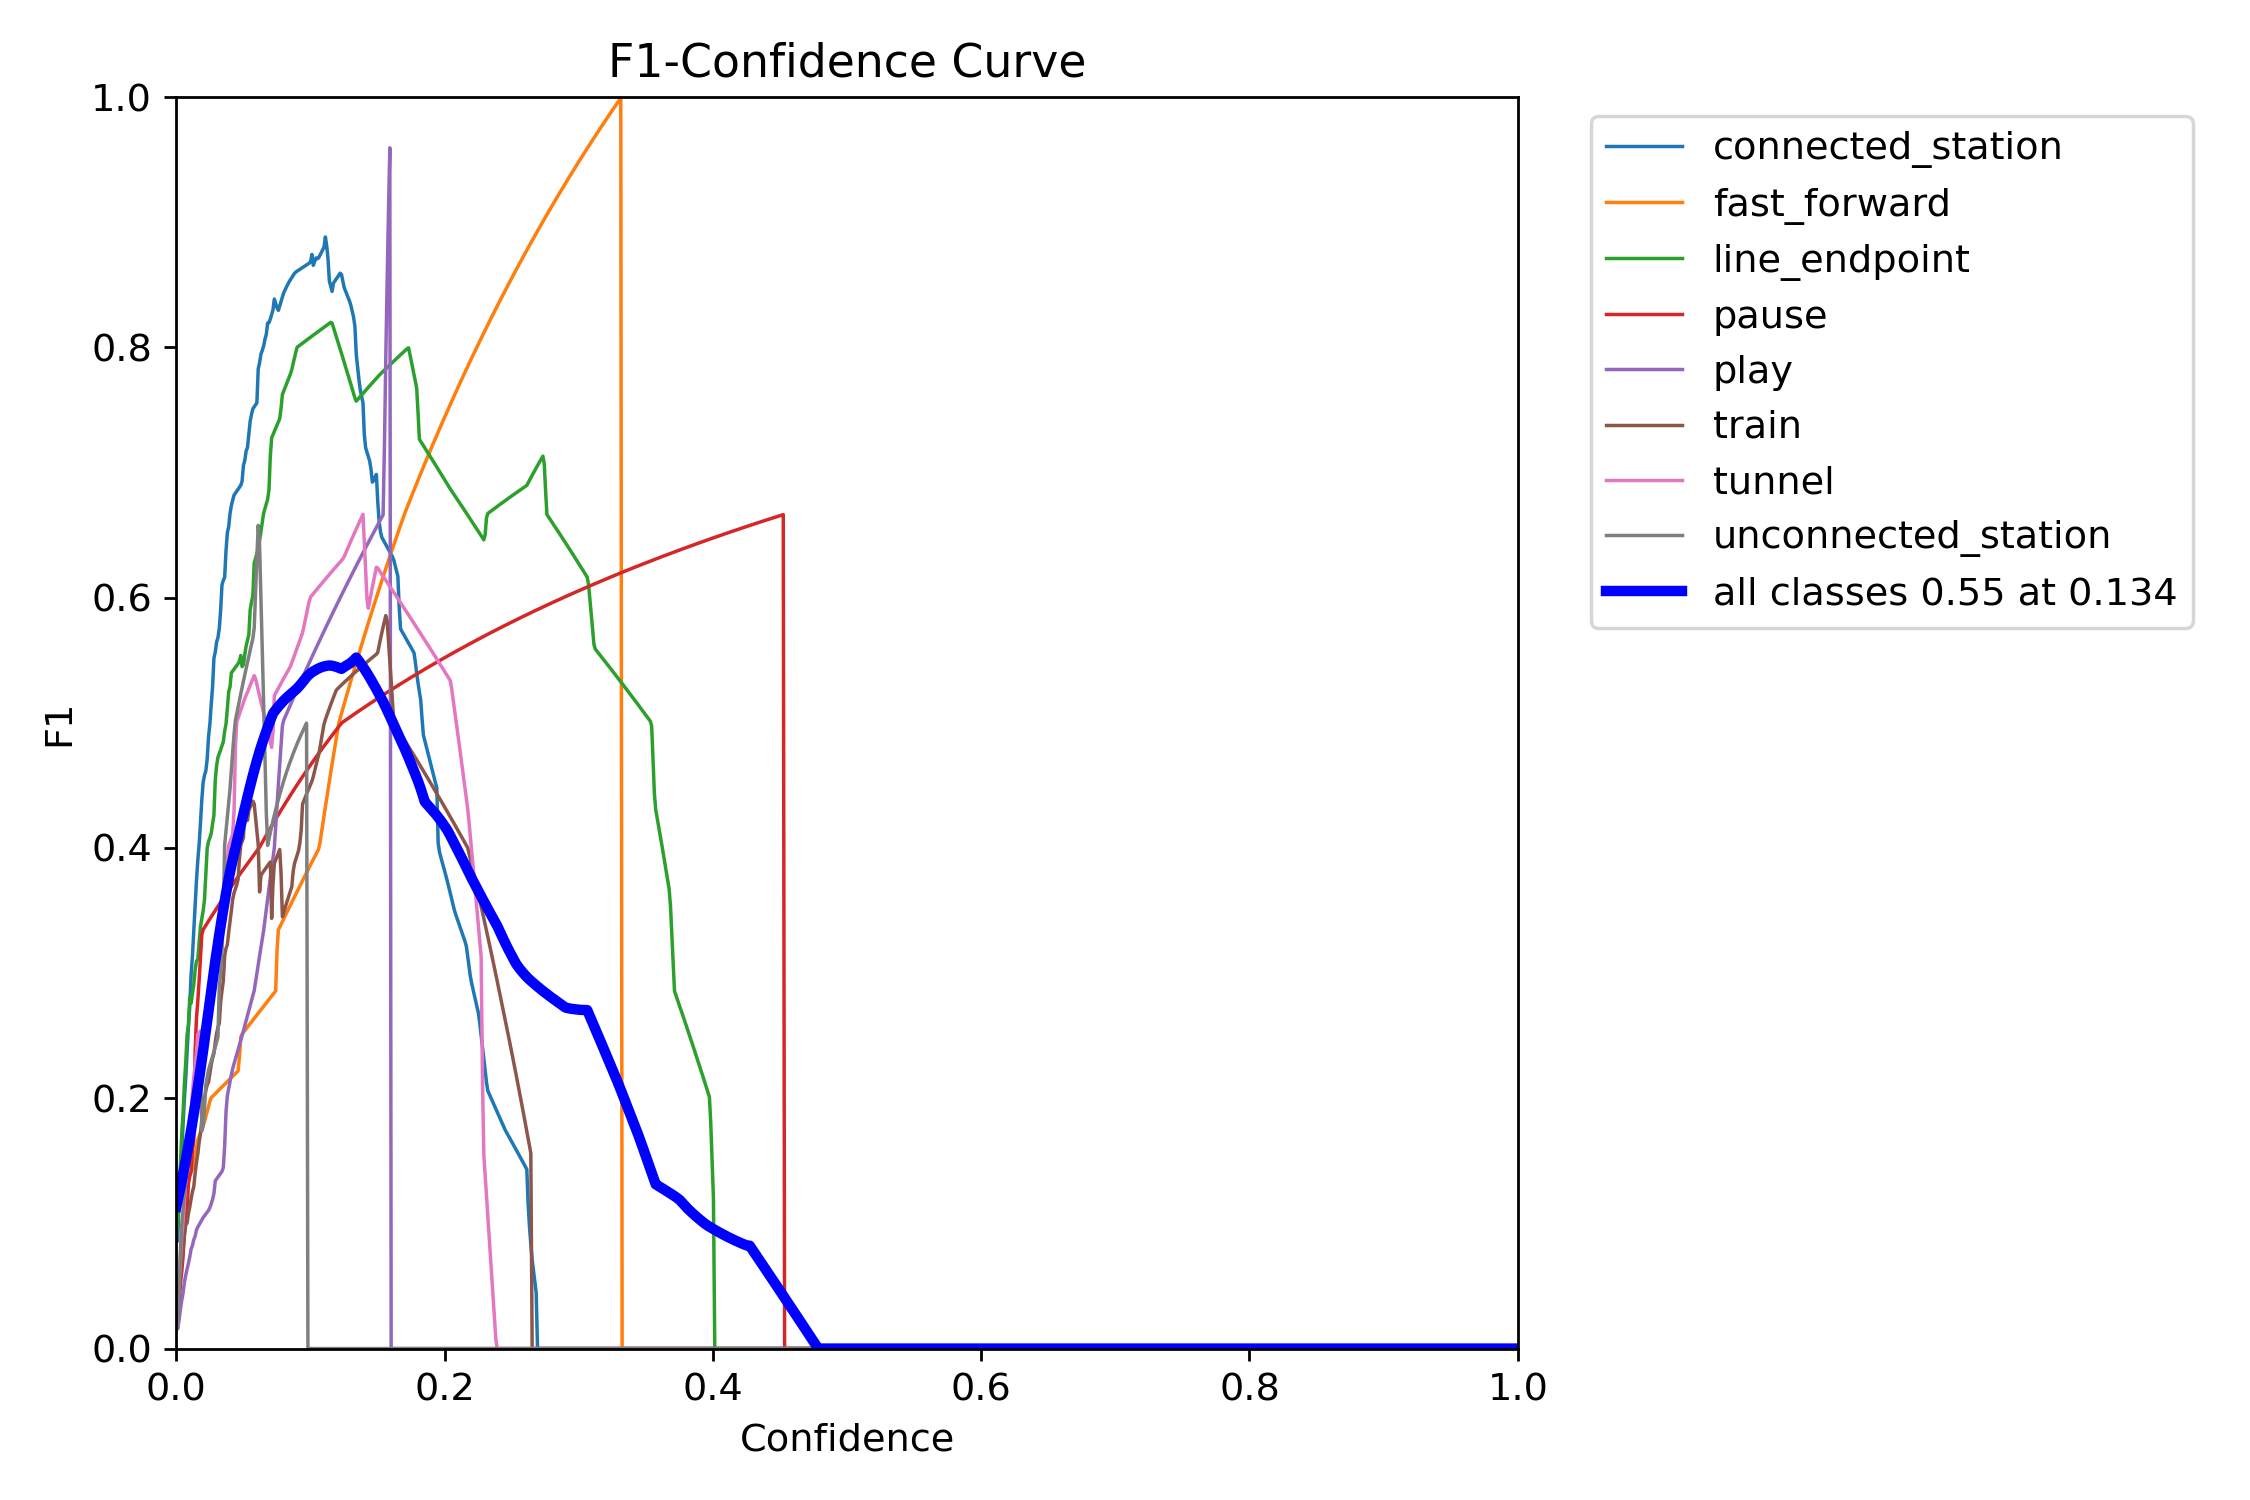 F1-Confidence Curve
1.0
0.8
0.6
0.4
0.2
0.0
F1
0.0 0.2 0.4 0.6 0.8 1.0
Confidence
connected_station
fast_forward
line_endpoint
pause
play
train
tunnel
unconnected_station
all classes 0.55 at 0.134